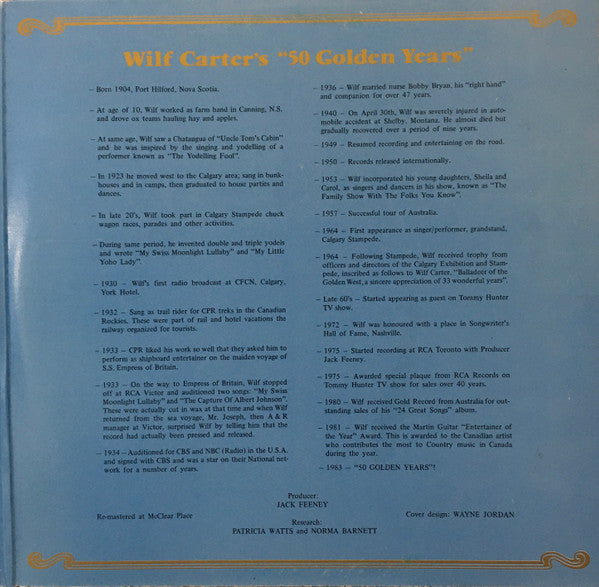 Wilf Carter's "50 Golden Years"
– Born 1904, Port Hilford, Nova Scotia.
– At age of 10, Wilf worked as farm hand in Canning, N.S.
and drove ox teams hauling hay and apples.
– At same age, Wilf saw a Chataugua of "Uncle Tom's Cabin"
and he was inspired by the singing and yodelling of a
performer known as "The Yodelling Fool".
– In 1923 he moved west to the Calgary area; sang in bunk-
houses and in camps, then graduated to house parties and
dances.
– In late 20's, Wilf took part in Calgary Stampede chuck
wagon races, parades and other activities.
– During same period, he invented double and triple yodels
and wrote "My Swiss Moonlight Lullaby" and "My Little
Yoho Lady".
– 1930 – Wilf's first radio broadcast at CFCN, Calgary,
York Hotel.
– 1932 – Sang as trail rider for CPR treks in the Canadian
Rockies. These were part of rail and hotel vacations the
railway organized for tourists.
– 1933 – CPR liked his work so well that they asked him to
perform as shipboard entertainer on the maiden voyage of
S.S. Empress of Britain.
– 1933 – On the way to Empress of Britain, Wilf stopped
off at RCA Victor and auditioned two songs: "My Swiss
Moonlight Lullaby" and "The Capture Of Albert Johnson".
These were actually cut in wax at that time and when Wilf
returned from the sea voyage, Mr. Joseph, then A & R
manager at Victor, surprised Wilf by telling him that the
record had actually been pressed and released.
– 1934 – Auditioned for CBS and NBC (Radio) in the U.S.A.
and signed with CBS and was a star on their National net-
work for a number of years.
– 1936 – Wilf married nurse Bobby Bryan, his "right hand"
and companion for over 47 years.
– 1940 – On April 30th, Wilf was severely injured in auto-
mobile accident at Shelby, Montana. He almost died but
gradually recovered over a period of nine years.
– 1949 – Resumed recording and entertaining on the road.
– 1950 – Records released internationally.
– 1953 – Wilf incorporated his young daughters, Sheila and
Carol, as singers and dancers in his show, known as "The
Family Show With The Folks You Know".
– 1957 – Successful tour of Australia.
– 1964 – First appearance as singer/performer, grandstand,
Calgary Stampede.
– 1964 – Following Stampede, Wilf received trophy from
officers and directors of the Calgary Exhibition and Stam-
pede, inscribed as follows to Wilf Carter. "Balladeer of the
Golden West, a sincere appreciation of 33 wonderful years".
– Late 60's – Started appearing as guest on Tommy Hunter
TV show.
– 1972 – Wilf was honoured with a place in Songwriter's
Hall of Fame, Nashville.
– 1975 – Started recording at RCA Toronto with Producer
Jack Feeney.
– 1975 – Awarded special plaque from RCA Records on
Tommy Hunter TV show for sales over 40 years.
– 1980 – Wilf received Gold Record from Australia for out-
standing sales of his "24 Great Songs" album.
– 1981 – Wilf received the Martin Guitar "Entertainer of
the Year" Award. This is awarded to the Canadian artist
who contributes the most to Country music in Canada
during the year.
– 1983 – "50 GOLDEN YEARS"!
Producer:
JACK FEENEY
Re-mastered at McClear Place
Cover design: WAYNE JORDAN
Research:
PATRICIA WATTS and NORMA BARNETT